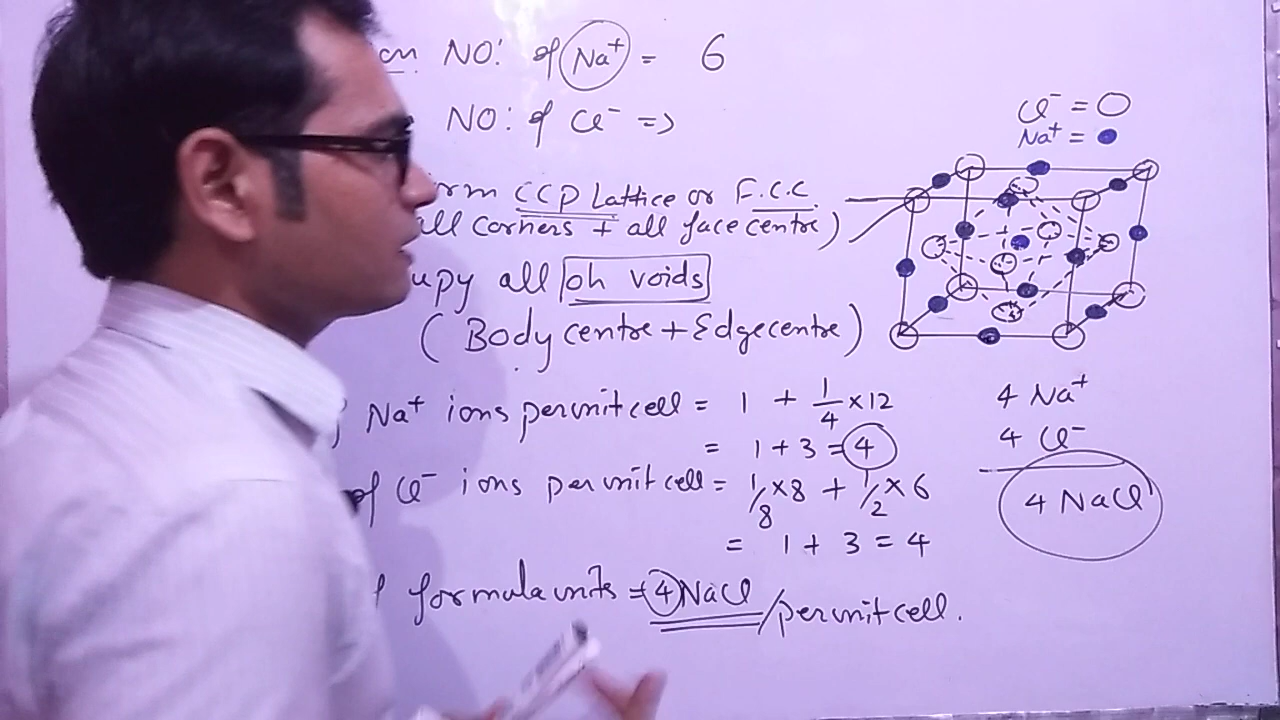 NO: of Na⁺ = 6
NO: of Cl⁻ =>
Cl⁻ = ○
Na⁺ = ●
CCP Lattice or F.C.C.
all corners + all face centre)
all oh voids
(Body centre + Edge centre)
Na⁺ ions per unit cell = 1 + 1/4 x 12
= 1 + 3 = 4
of Cl⁻ ions per unit cell = 1/8 x 8 + 1/2 x 6
= 1 + 3 = 4
formula units = 4 NaCl / per unit cell.
4 Na⁺
4 Cl⁻
4 NaCl